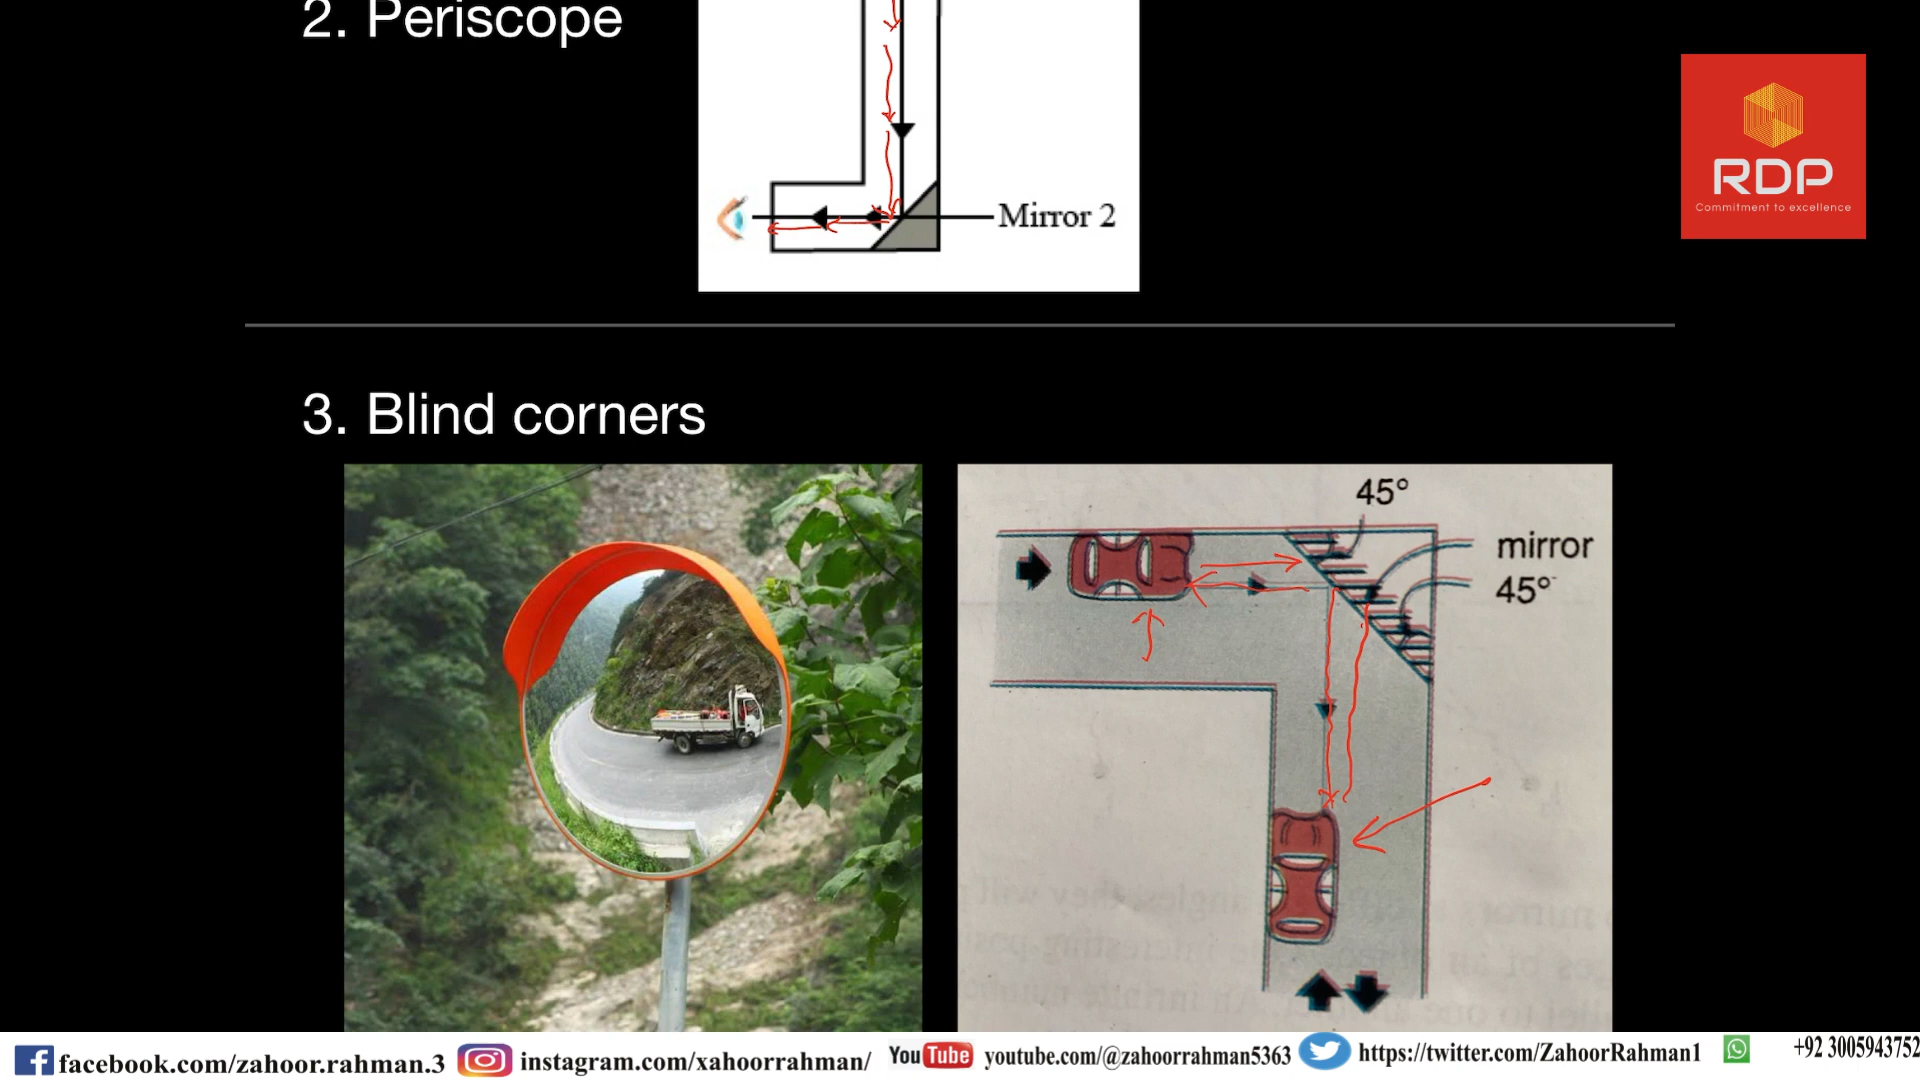 2. Periscope
Mirror 2
RDP
Commitment to excellence
3. Blind corners
45°
mirror
45°
facebook.com/zahoor.rahman.3
instagram.com/xahoorrahman/
YouTube
youtube.com/@zahoorrahman5363
https://twitter.com/ZahoorRahman1
+92 3005943752